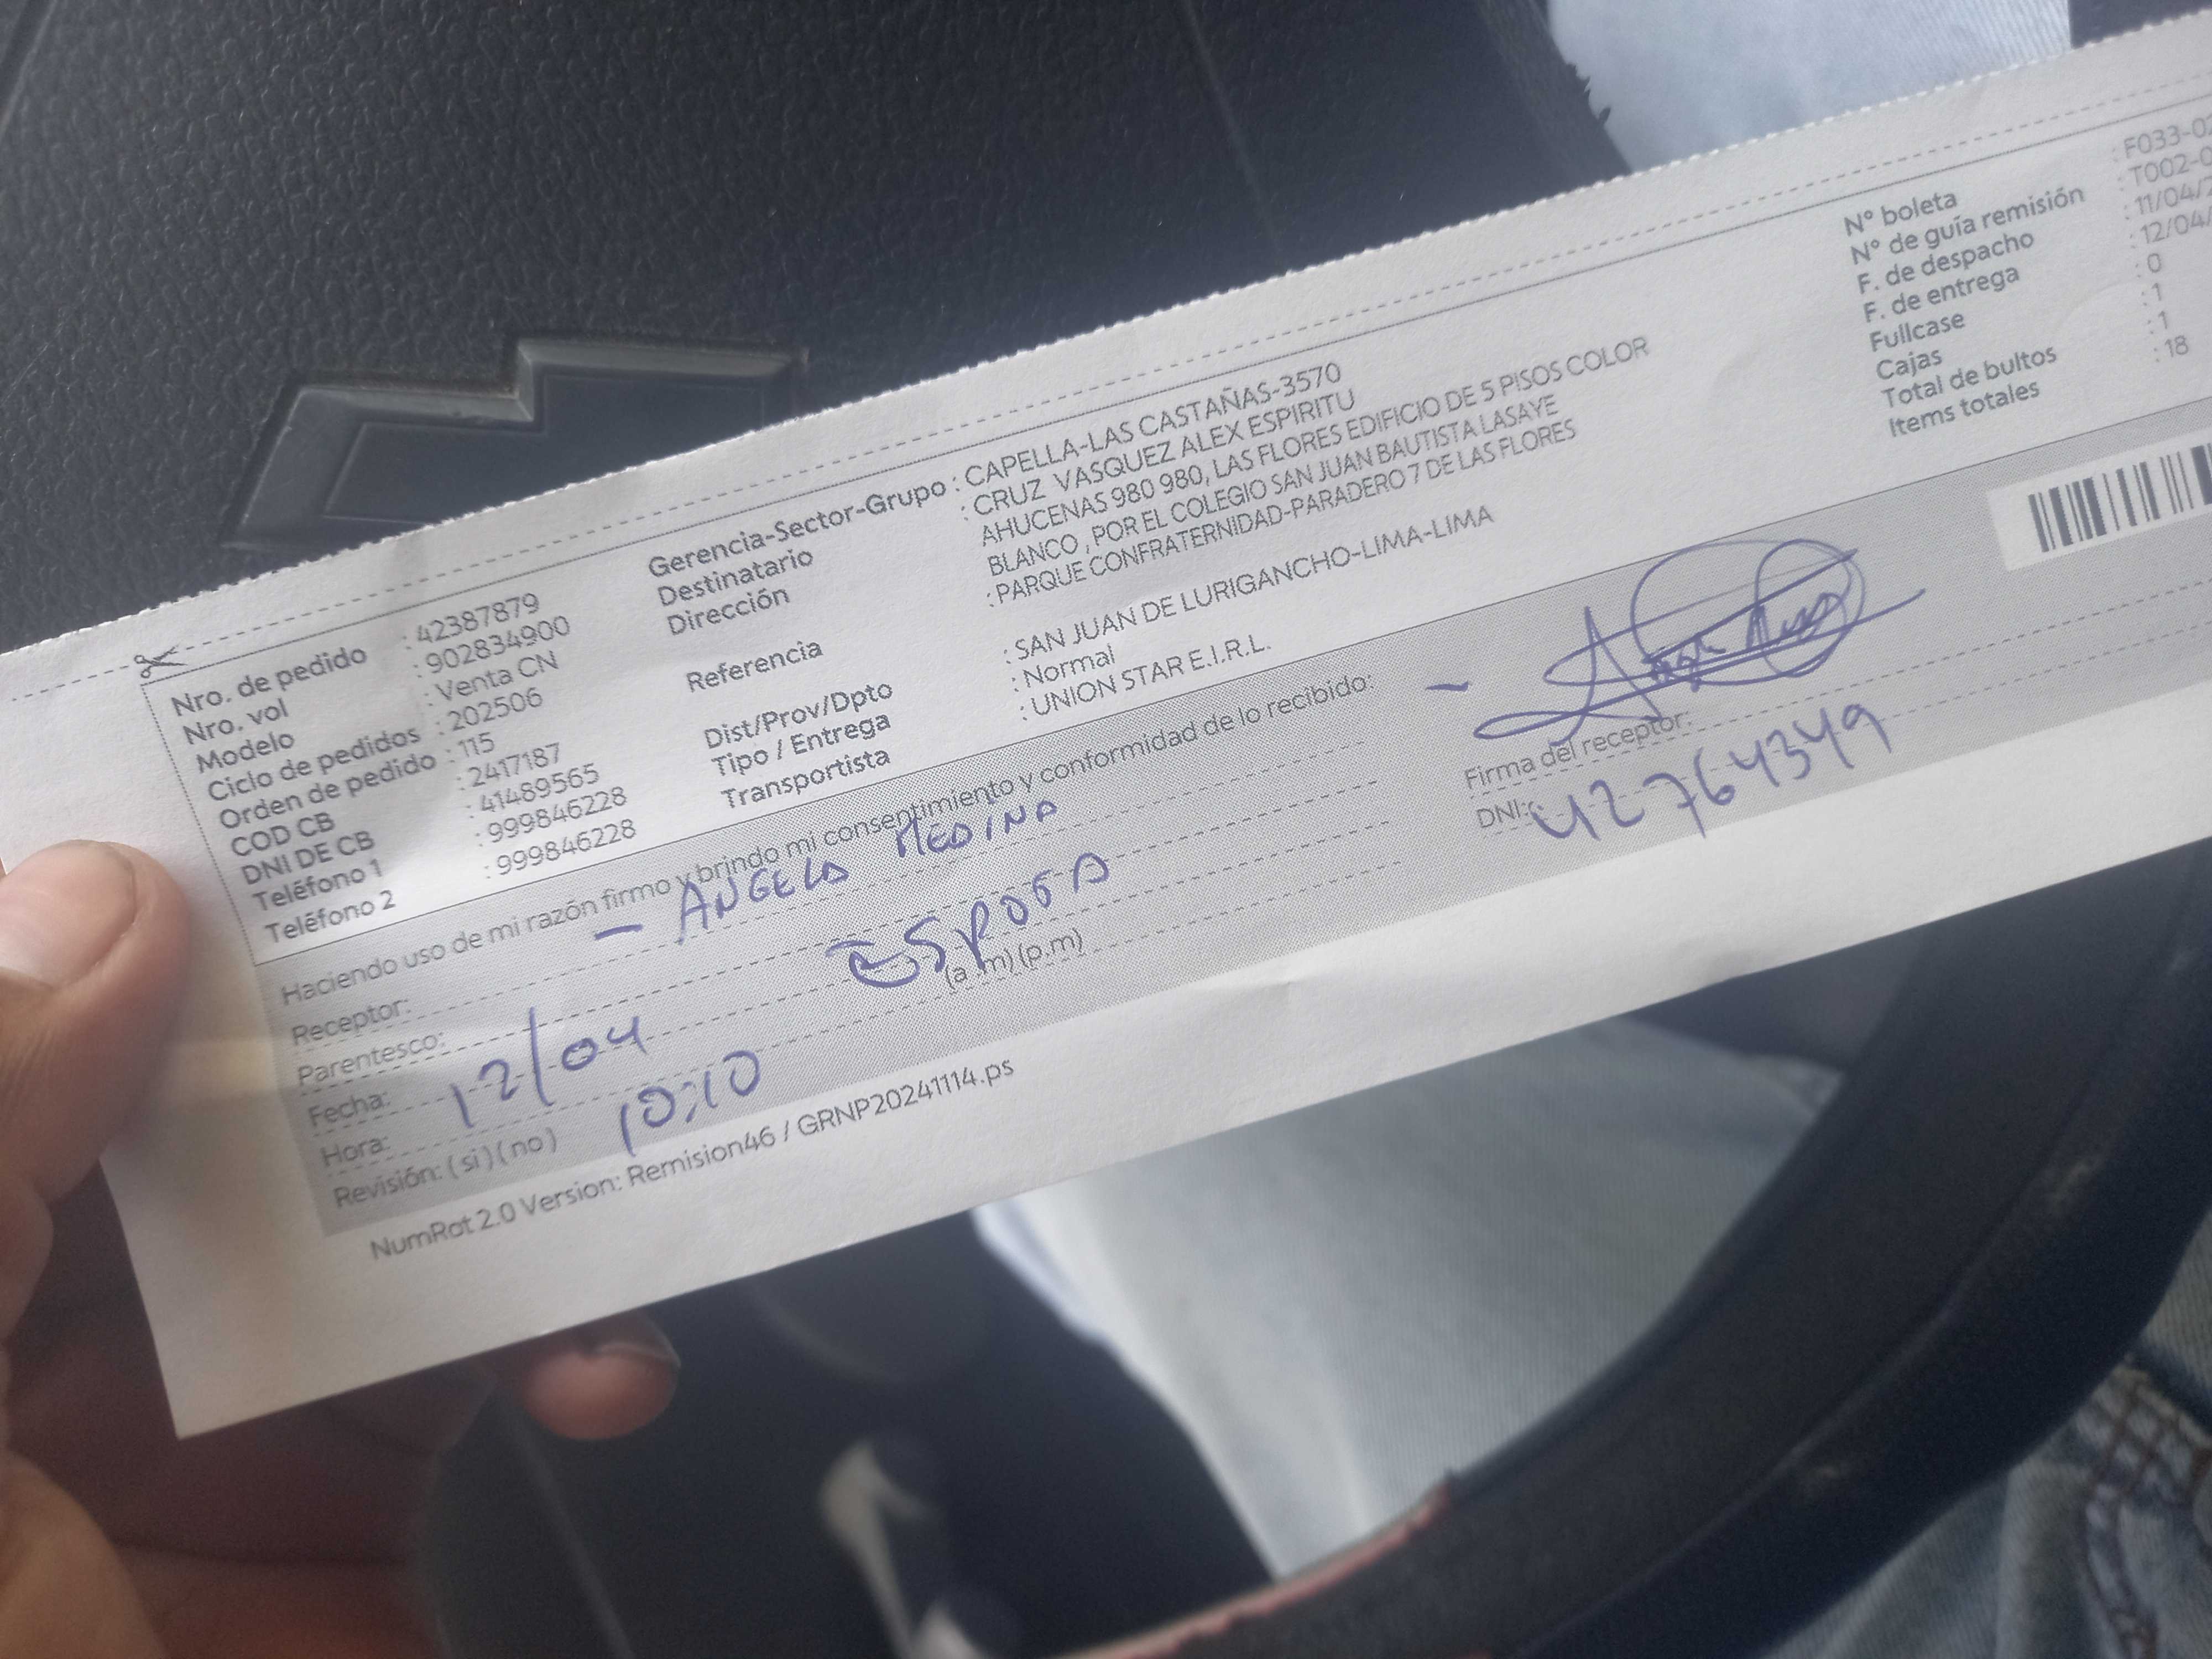 Nro. de pedido : 42387879
Nro. vol : 902834900
Modelo : Venta CN
Ciclo de pedidos : 202506
Orden de pedido : 115
COD CB : 2417187
DNI DE CB : 41489565
Teléfono 1 : 999846228
Teléfono 2 : 999846228
Gerencia-Sector-Grupo : CAPELLA-LAS CASTAÑAS-3570
Destinatario : CRUZ VASQUEZ ALEX ESPIRITU
Dirección AHUCENAS 980 980, LAS FLORES EDIFICIO DE 5 PISOS COLOR
BLANCO , POR EL COLEGIO SAN JUAN BAUTISTA LASAYE
Referencia : PARQUE CONFRATERNIDAD-PARADERO 7 DE LAS FLORES
Dist/Prov/Dpto : SAN JUAN DE LURIGANCHO-LIMA-LIMA
Tipo / Entrega : Normal
Transportista : UNION STAR E.I.R.L.
N° boleta : F033-0
N° de guía remisión : T002-0
F. de despacho : 11/04/
F. de entrega : 12/04/
Fullcase : 0
Cajas : 1
Total de bultos : 1
Items totales : 18
Haciendo uso de mi razón firmo y brindo mi consentimiento y conformidad de lo recibido:
Receptor: - ANGELA MEDINA
Parentesco: ESPOSA
Fecha: 12/04
Hora: 10:10 (a .m) (p.m)
Revisión: ( si ) ( no )
Firma del receptor:
DNI: 42764349
NumRot 2.0 Version: Remision46 / GRNP20241114.ps